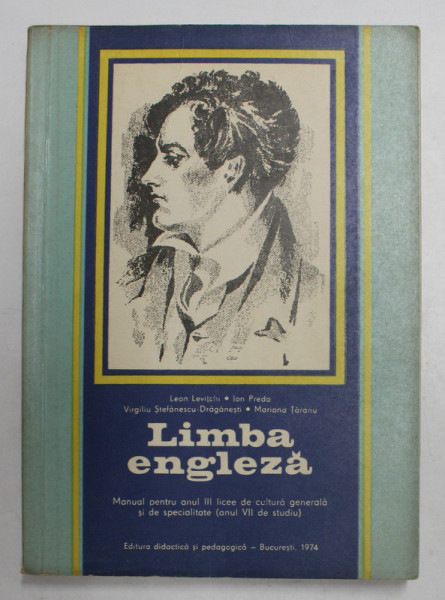 Leon Levițchi • Ion Preda
Virgiliu Ștefănescu-Drăgănești • Mariana Țăranu
Limba
engleză
Manual pentru anul III licee de cultură generală
și de specialitate (anul VII de studiu)
Editura didactică și pedagogică – București, 1974